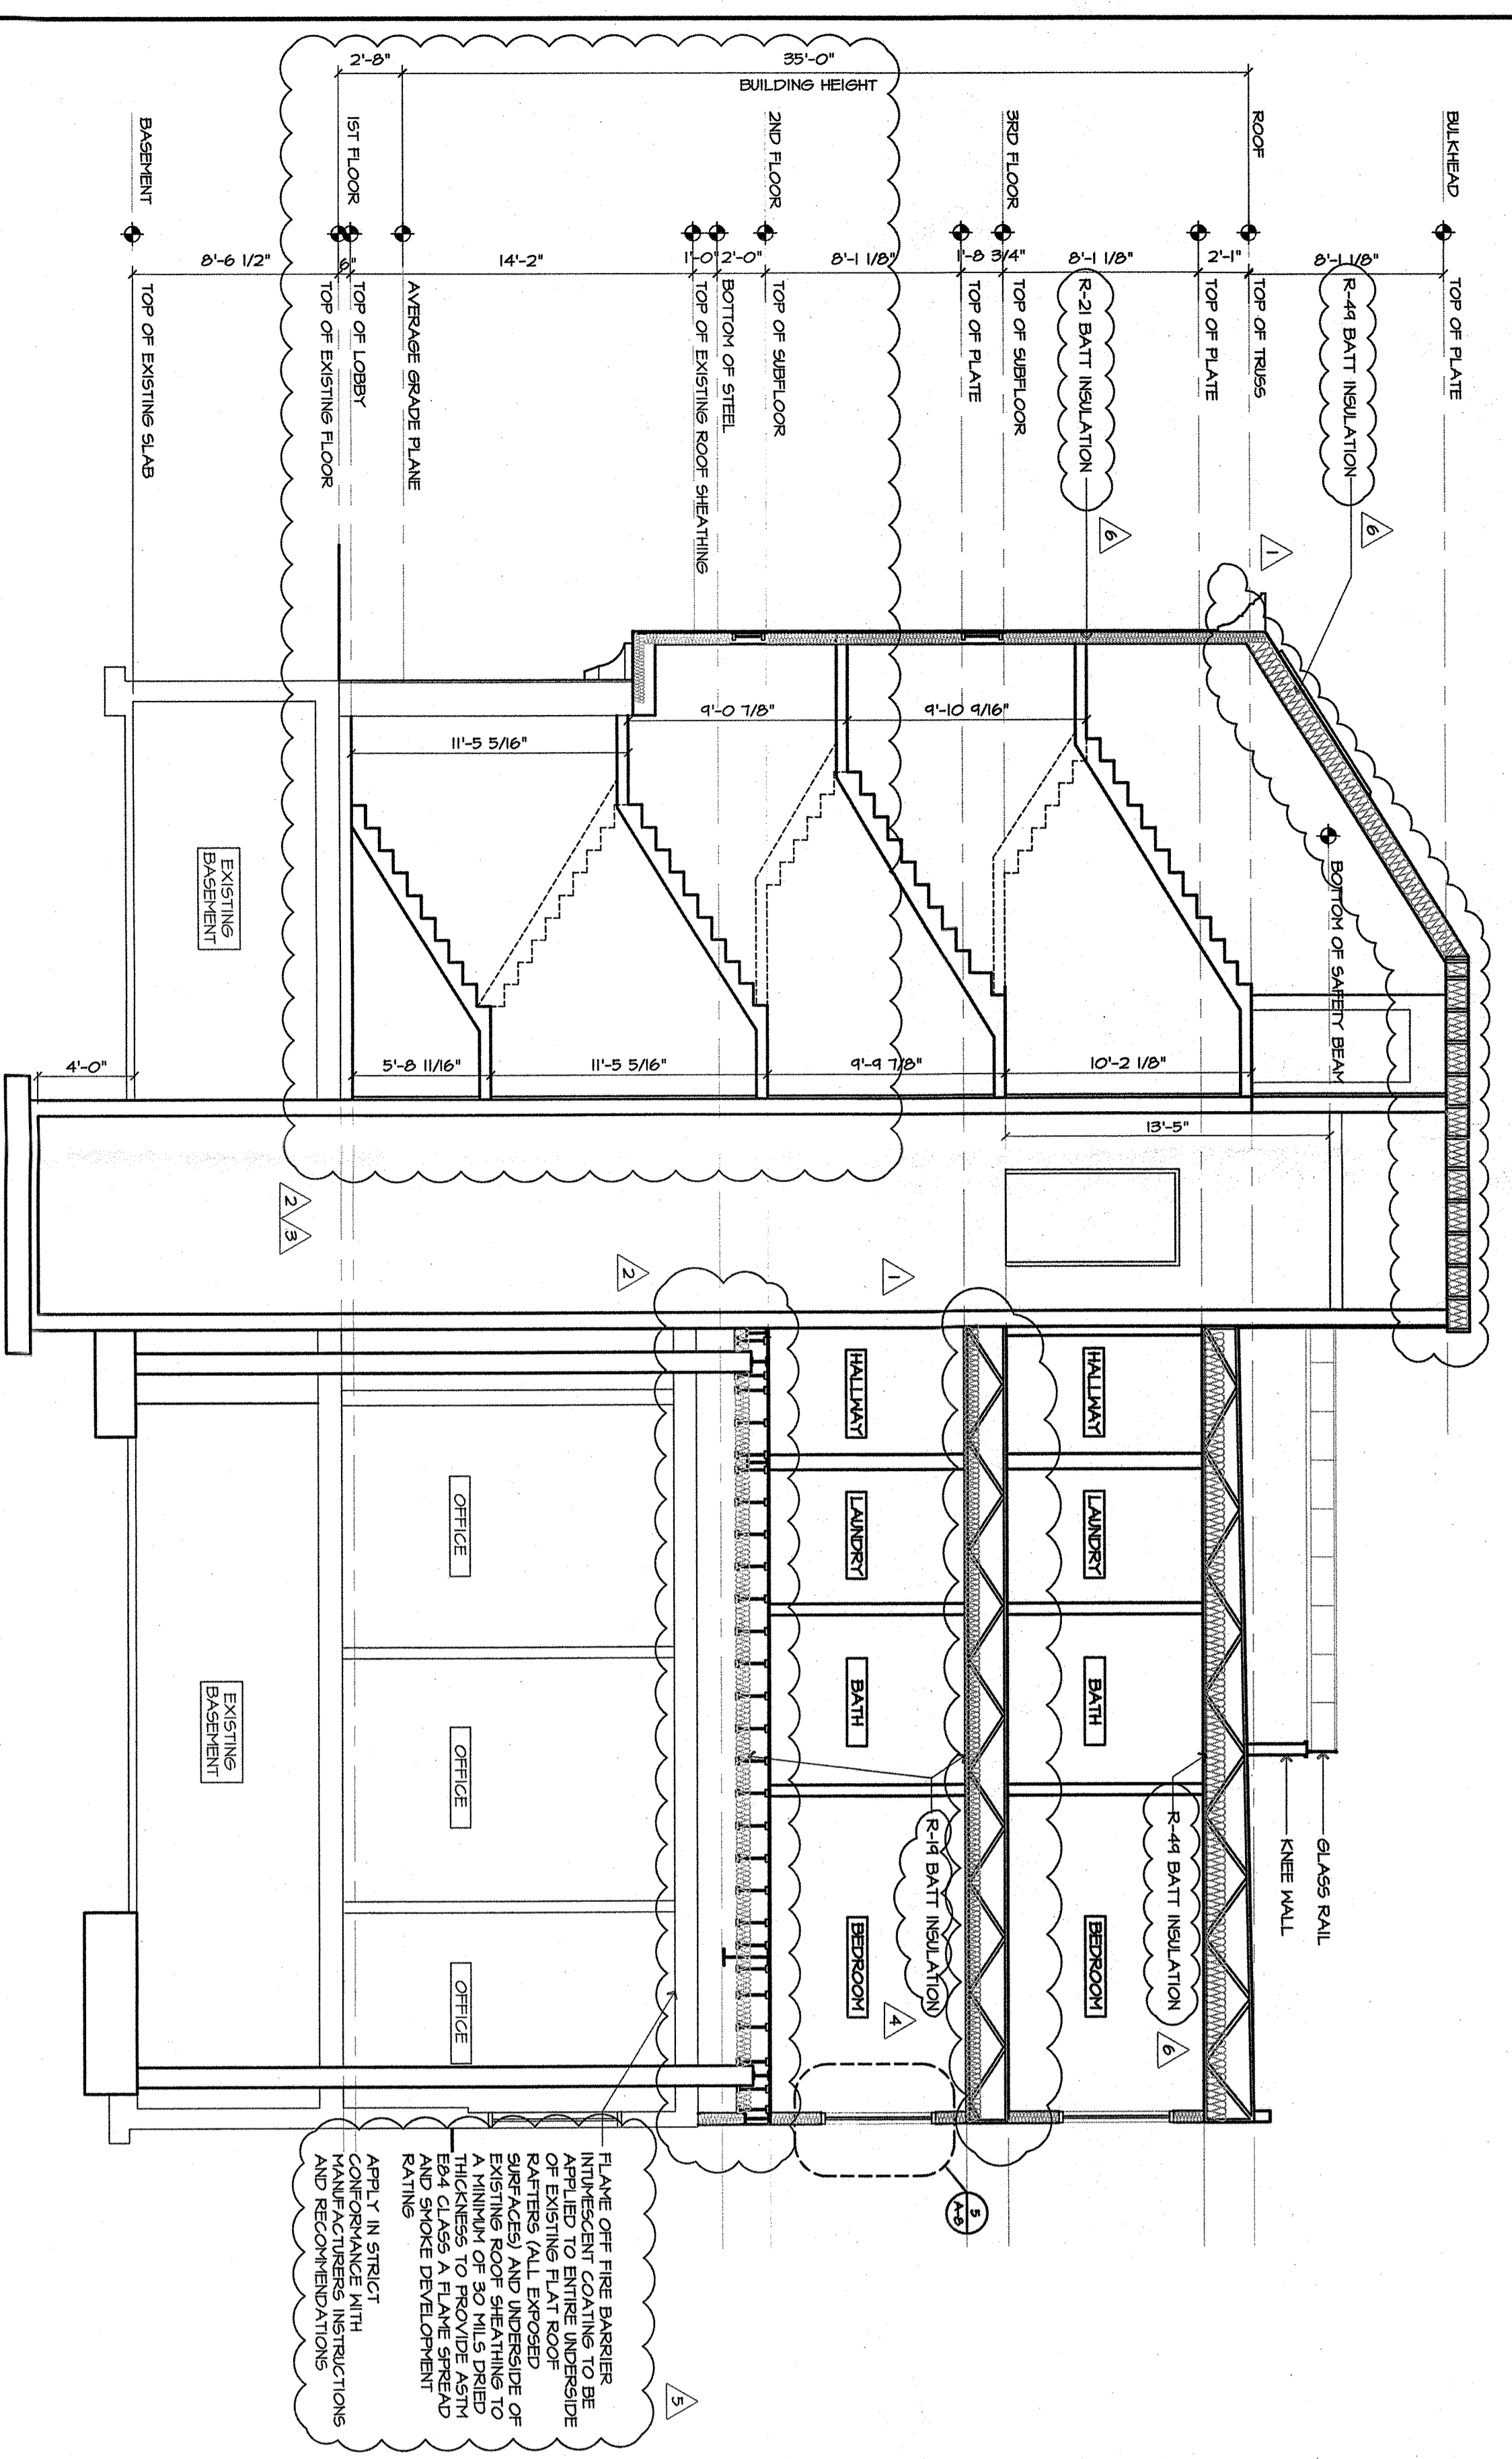 2'-8"
35'-0"
BUILDING HEIGHT
BASEMENT
1ST FLOOR
2ND FLOOR
3RD FLOOR
ROOF
BULKHEAD
8'-6 1/2"
6"
14'-2"
1'-0"
2'-0"
8'-1 1/8"
1'-8 3/4"
8'-1 1/8"
2'-1"
8'-1 1/8"
TOP OF EXISTING SLAB
TOP OF EXISTING FLOOR
TOP OF LOBBY
AVERAGE GRADE PLANE
TOP OF EXISTING ROOF SHEATHING
BOTTOM OF STEEL
TOP OF SUBFLOOR
TOP OF PLATE
TOP OF SUBFLOOR
R-21 BATT INSULATION
TOP OF PLATE
TOP OF TRUSS
R-49 BATT INSULATION
TOP OF PLATE
6
6
1
9'-0 7/8"
9'-10 9/16"
11'-5 5/16"
EXISTING
BASEMENT
BOTTOM OF SAFETY BEAM
4'-0"
5'-8 11/16"
11'-5 5/16"
9'-9 7/8"
10'-2 1/8"
13'-5"
2
3
2
1
HALLWAY
HALLWAY
OFFICE
LAUNDRY
LAUNDRY
EXISTING
BASEMENT
OFFICE
BATH
BATH
R-19 BATT INSULATION
R-49 BATT INSULATION
KNEE WALL
GLASS RAIL
OFFICE
BEDROOM
BEDROOM
4
6
5
A-8
FLAME OFF FIRE BARRIER
INTUMESCENT COATING TO BE
APPLIED TO ENTIRE UNDERSIDE
OF EXISTING FLAT ROOF
RAFTERS (ALL EXPOSED
SURFACES) AND UNDERSIDE OF
EXISTING ROOF SHEATHING TO
A MINIMUM OF 30 MILS DRIED
THICKNESS TO PROVIDE ASTM
E84 CLASS A FLAME SPREAD
AND SMOKE DEVELOPMENT
RATING
APPLY IN STRICT
CONFORMANCE WITH
MANUFACTURERS INSTRUCTIONS
AND RECOMMENDATIONS
5